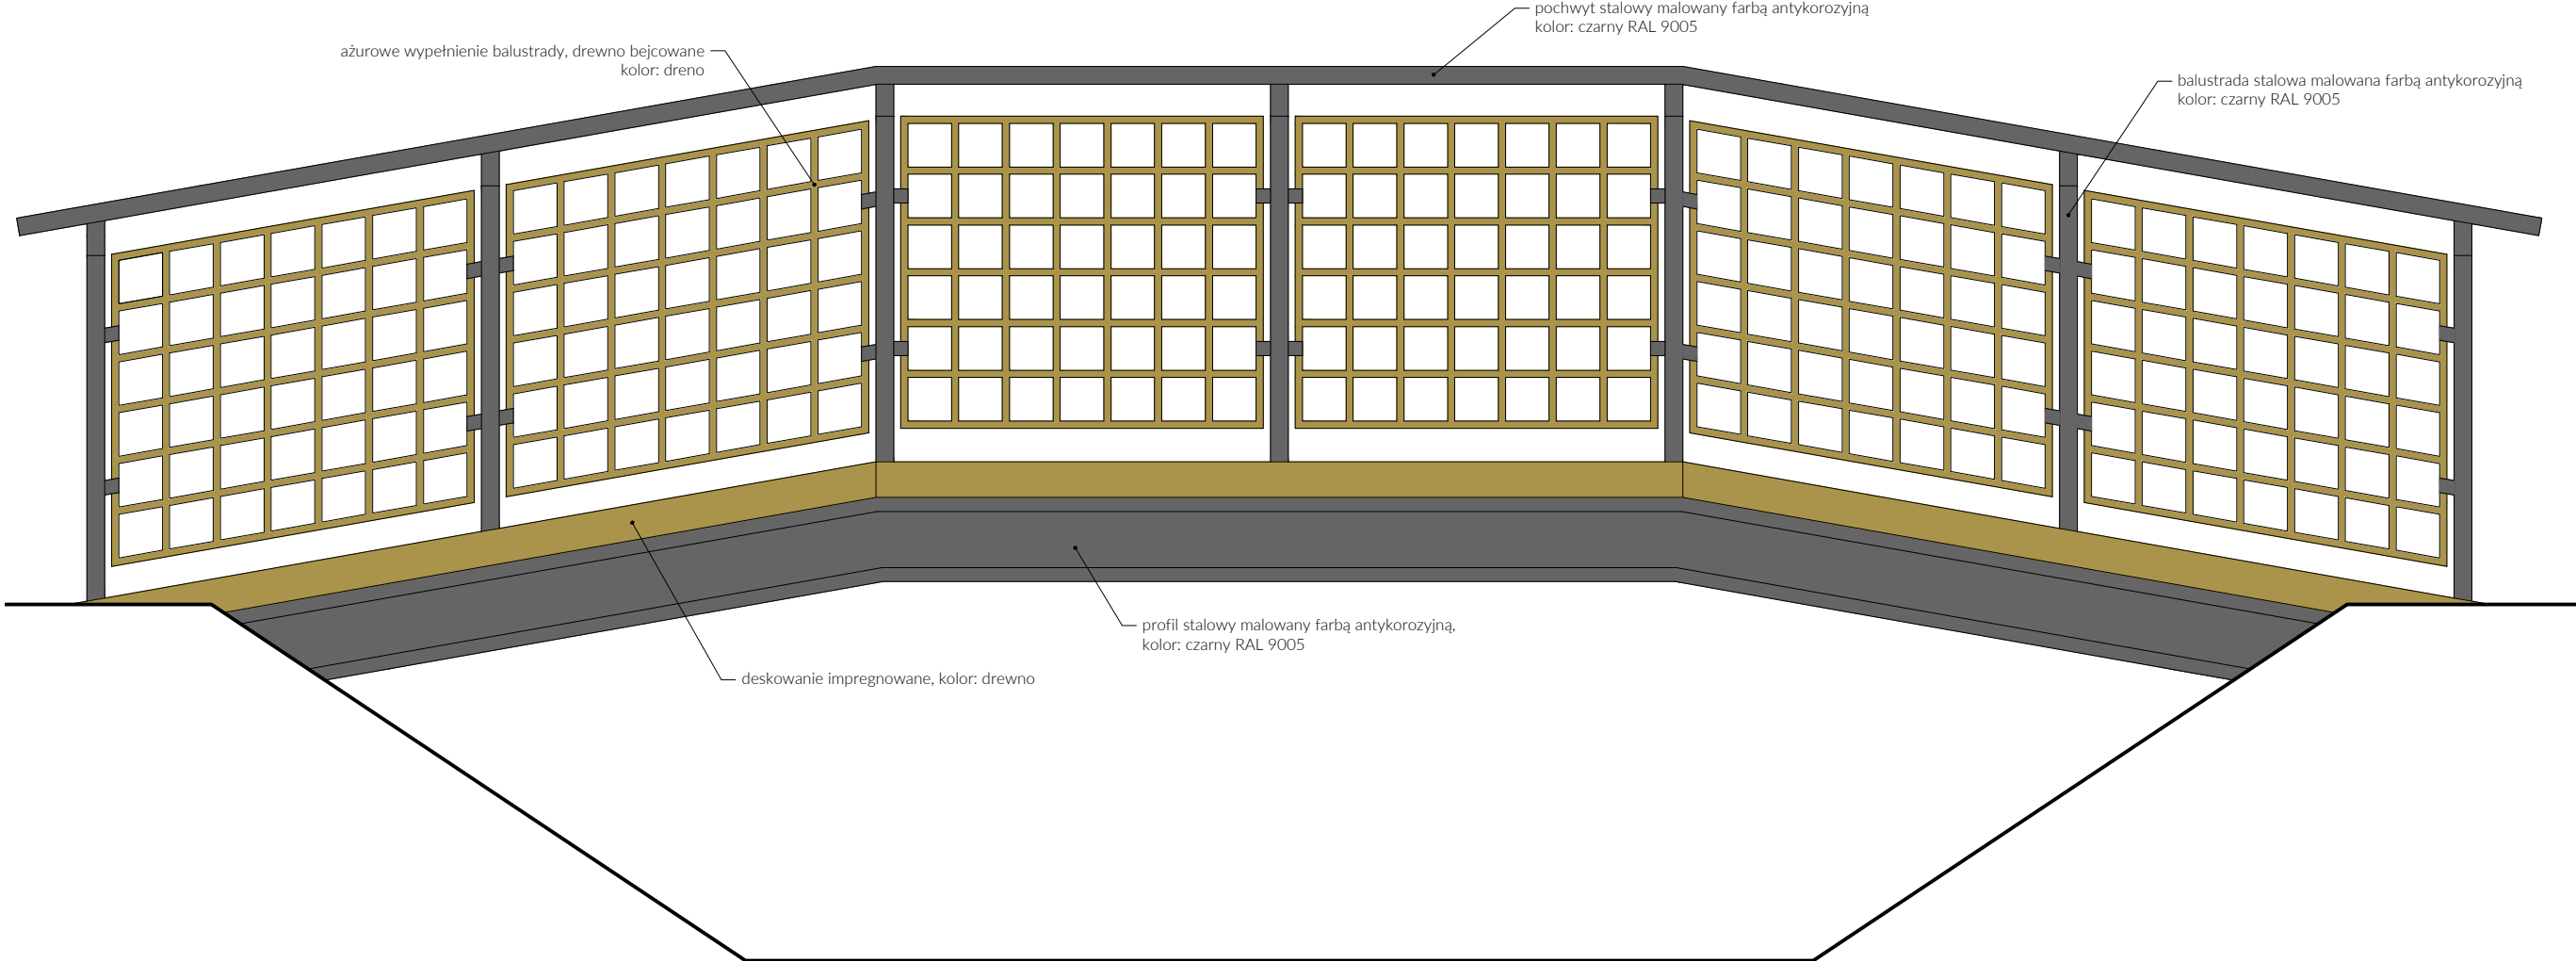 pochwyt stalowy malowany farbą antykorozyjną
kolor: czarny RAL 9005
ażurowe wypełnienie balustrady, drewno bejcowane
kolor: dreno
balustrada stalowa malowana farbą antykorozyjną
kolor: czarny RAL 9005
profil stalowy malowany farbą antykorozyjną,
kolor: czarny RAL 9005
deskowanie impregnowane, kolor: drewno